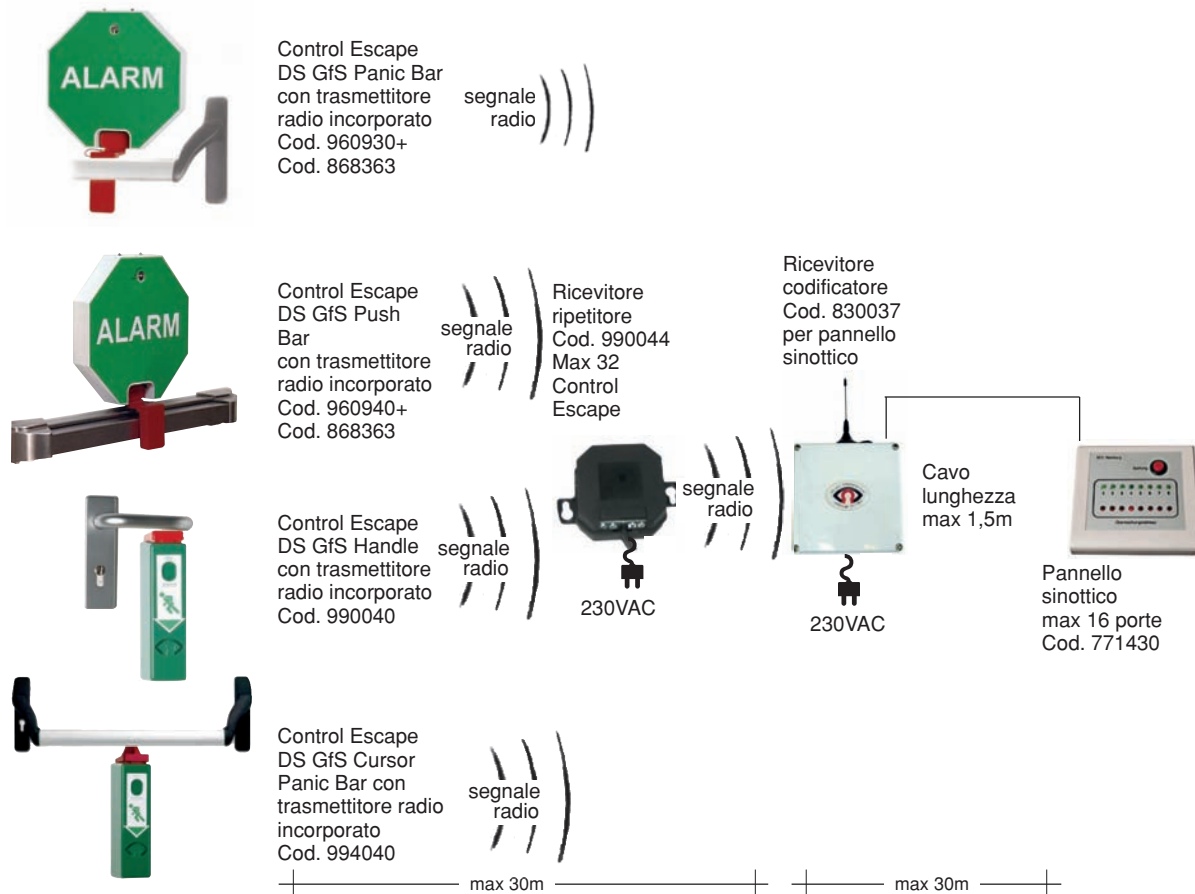 ALARM
Control Escape
DS GfS Panic Bar
con trasmettitore
radio incorporato
Cod. 960930+
Cod. 868363
segnale
radio
ALARM
Control Escape
DS GfS Push
Bar
con trasmettitore
radio incorporato
Cod. 960940+
Cod. 868363
segnale
radio
Ricevitore
ripetitore
Cod. 990044
Max 32
Control
Escape
230VAC
segnale
radio
Ricevitore
codificatore
Cod. 830037
per pannello
sinottico
230VAC
Cavo
lunghezza
max 1,5m
Pannello
sinottico
max 16 porte
Cod. 771430
Control Escape
DS GfS Handle
con trasmettitore
radio incorporato
Cod. 990040
segnale
radio
Control Escape
DS GfS Cursor
Panic Bar con
trasmettitore radio
incorporato
Cod. 994040
segnale
radio
max 30m
max 30m